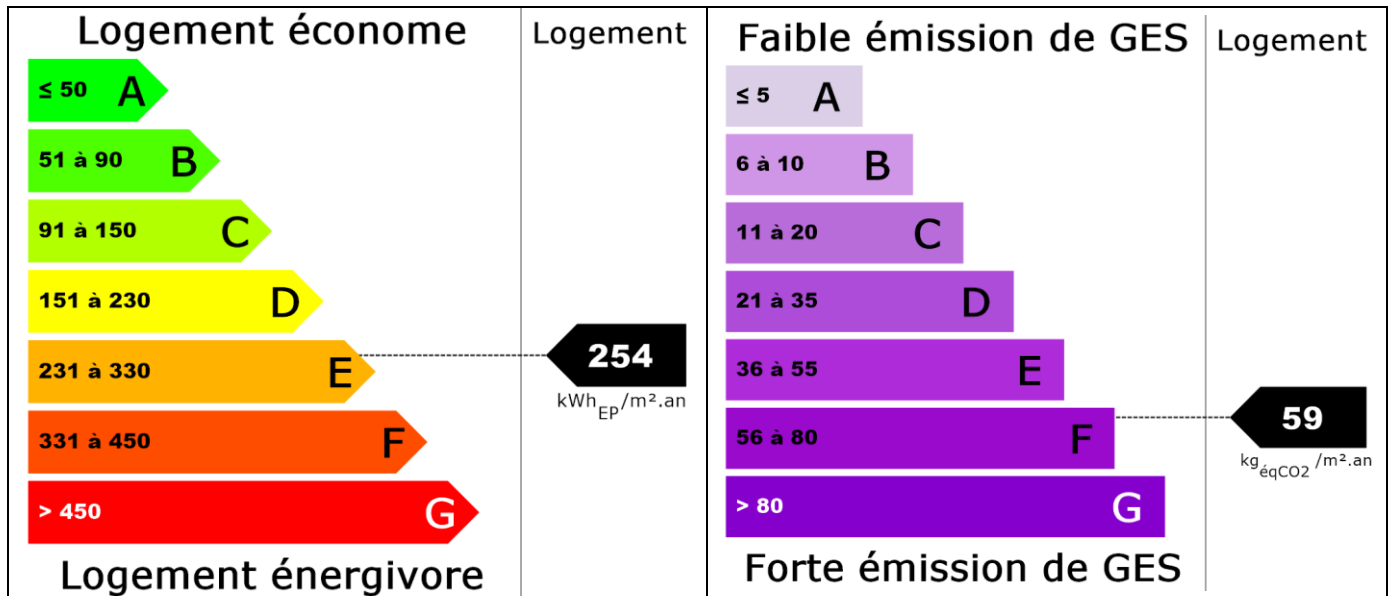 Logement économe
Logement
≤ 50 A
51 à 90 B
91 à 150 C
151 à 230 D
231 à 330 E
331 à 450 F
> 450 G
254
kWhEP/m².an
Logement énergivore
Faible émission de GES
Logement
≤ 5 A
6 à 10 B
11 à 20 C
21 à 35 D
36 à 55 E
56 à 80 F
> 80 G
59
kgéqCO2/m².an
Forte émission de GES